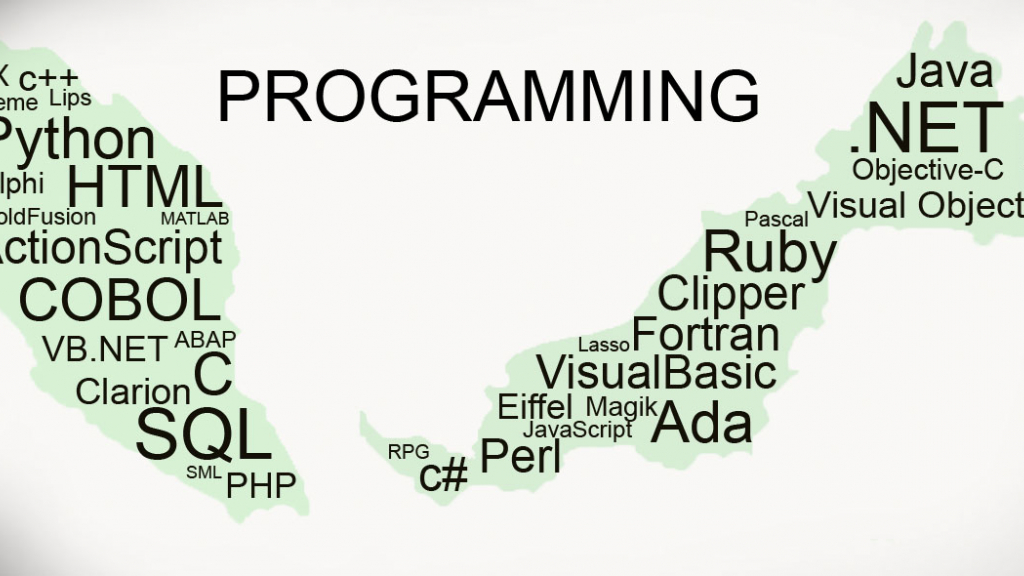 PROGRAMMING
X c++
eme Lips
Python
lphi HTML
oldFusion MATLAB
ctionScript
COBOL
VB.NET ABAP
Clarion C
SQL
SML PHP
Java
.NET
Objective-C
Pascal Visual Object
Ruby
Clipper
Lasso Fortran
VisualBasic
Eiffel Magik Ada
JavaScript
RPG c# Perl